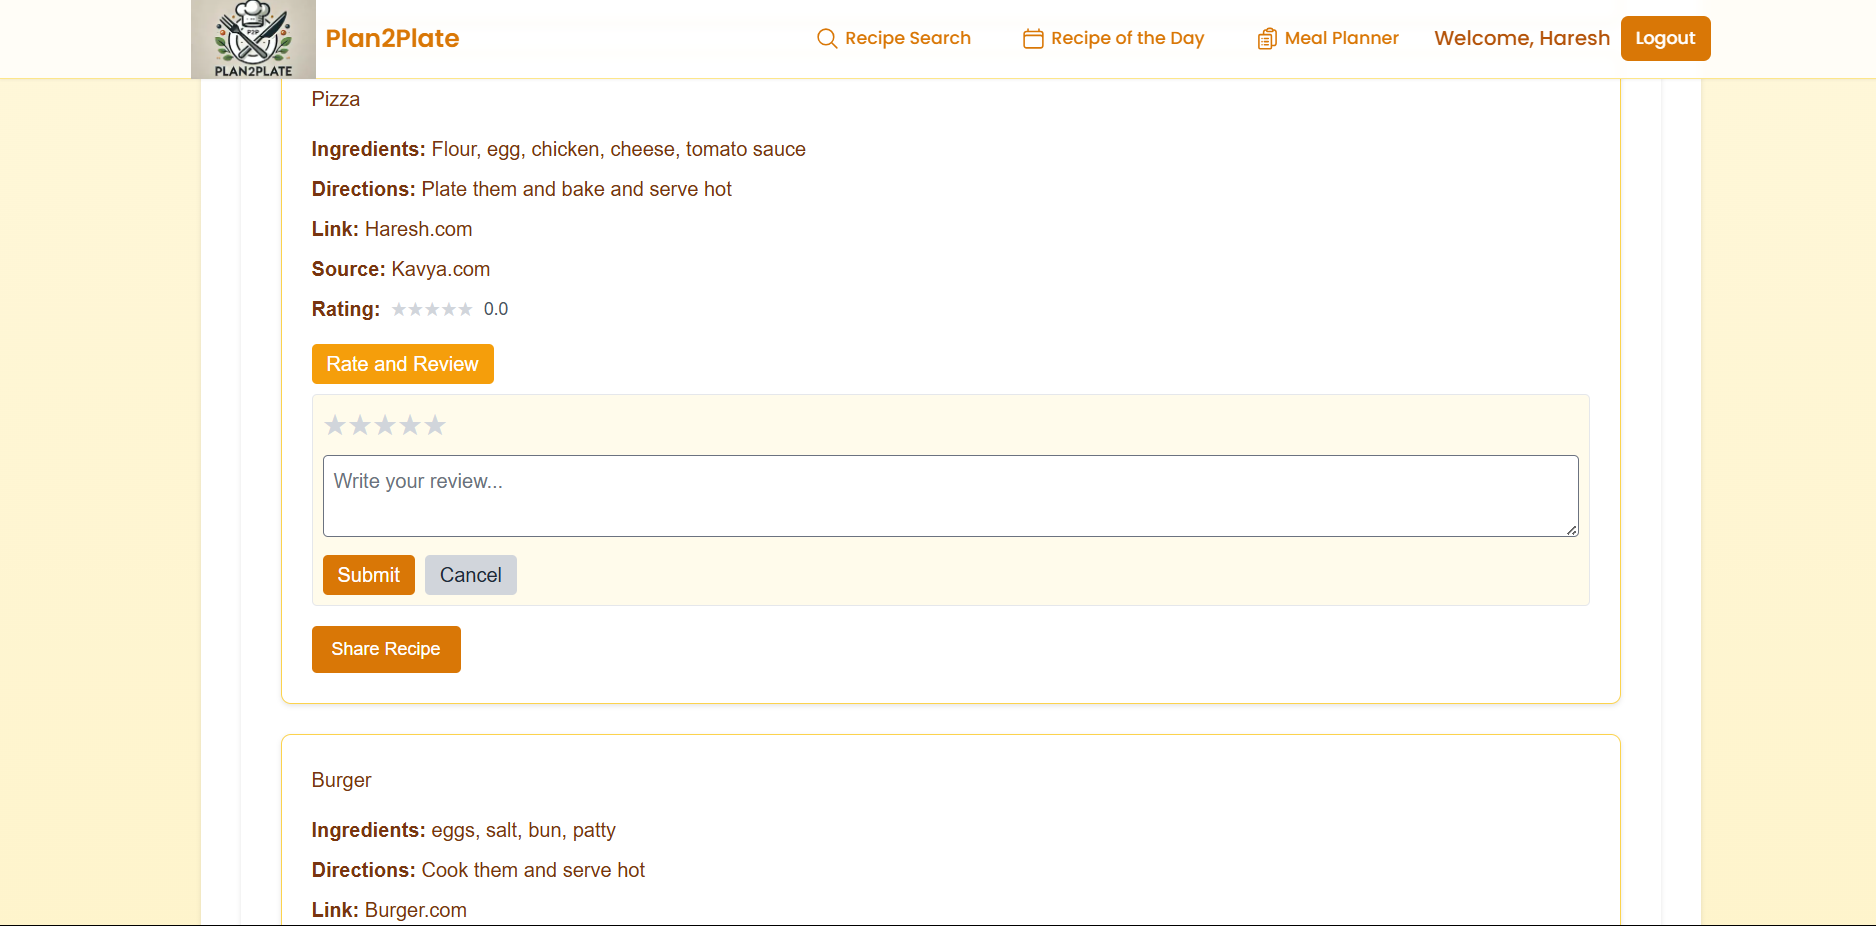 P2P
PLAN2PLATE
Plan2Plate
Recipe Search
Recipe of the Day
Meal Planner
Welcome, Haresh
Logout
Pizza
Ingredients: Flour, egg, chicken, cheese, tomato sauce
Directions: Plate them and bake and serve hot
Link: Haresh.com
Source: Kavya.com
Rating: ★★★★★ 0.0
Rate and Review
★★★★★
Write your review...
Submit
Cancel
Share Recipe
Burger
Ingredients: eggs, salt, bun, patty
Directions: Cook them and serve hot
Link: Burger.com